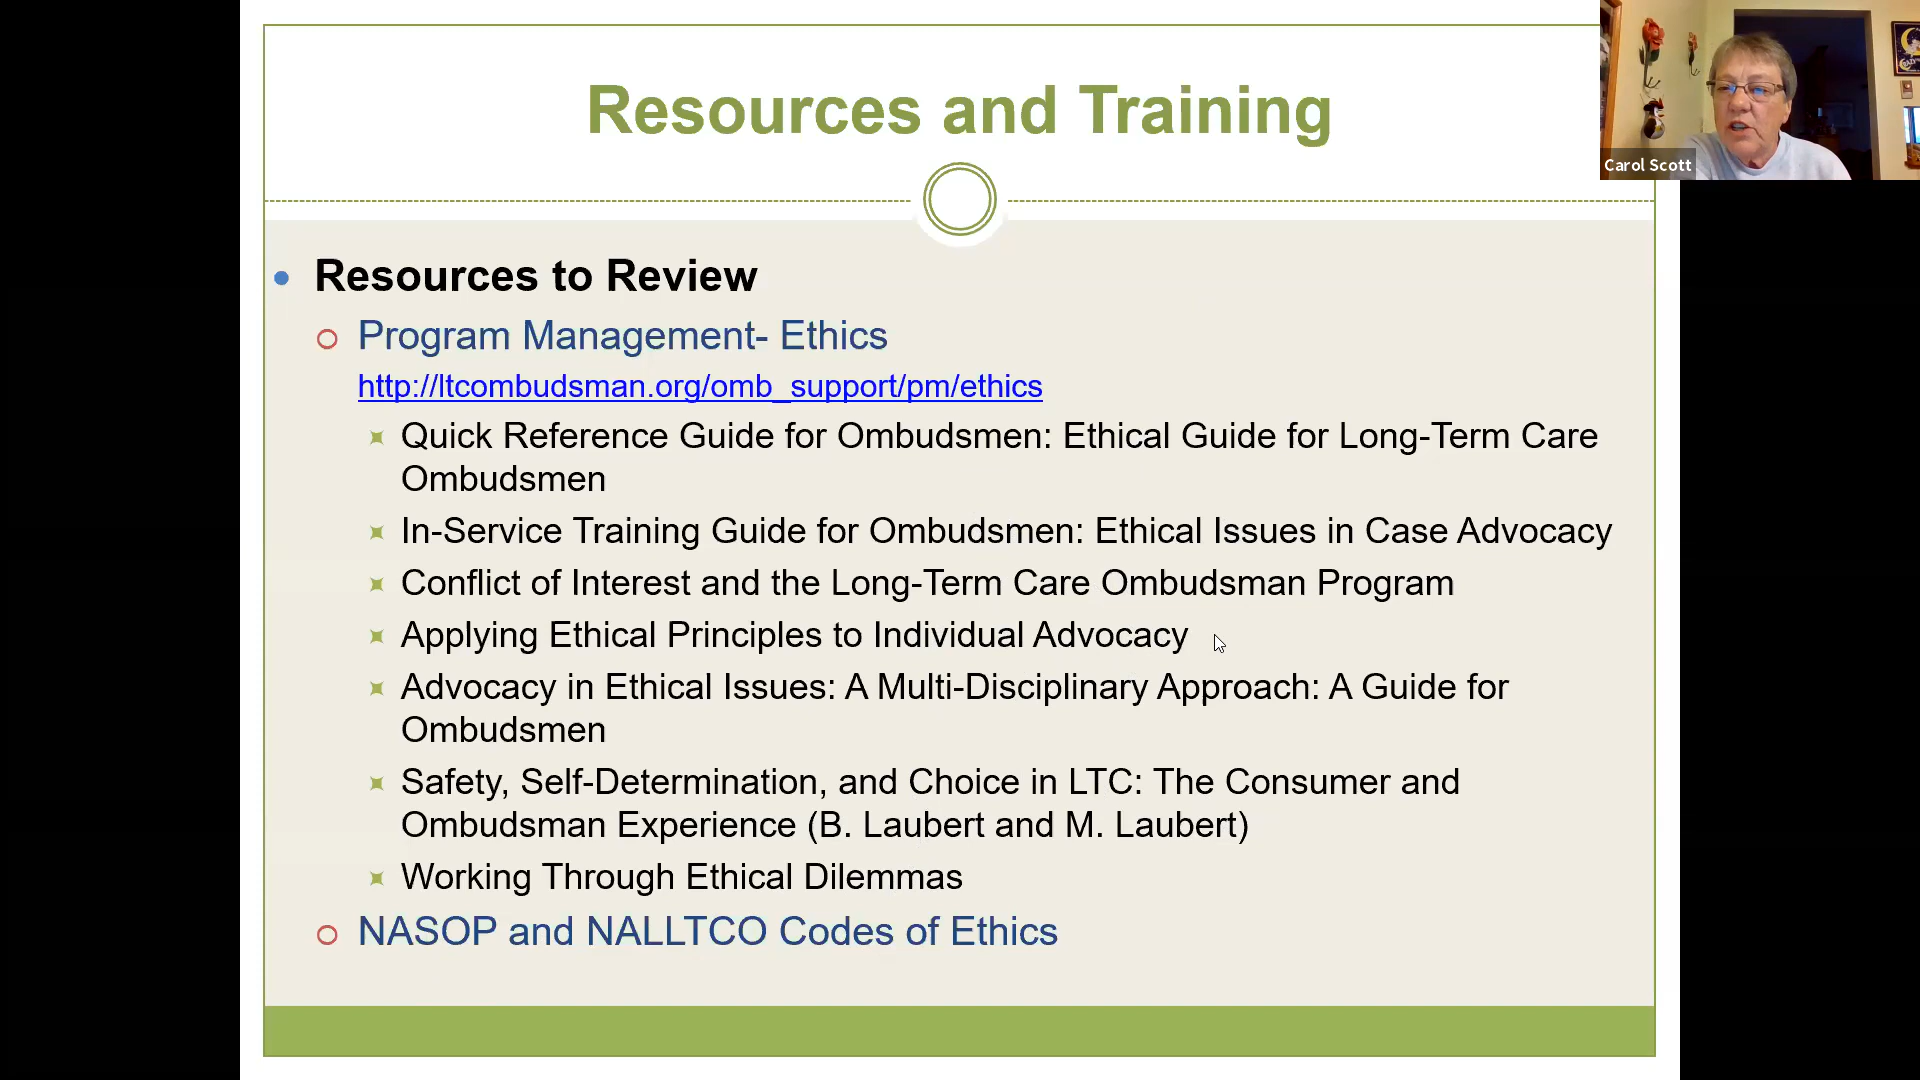 Resources and Training
Carol Scott
Resources to Review
Program Management- Ethics
http://ltcombudsman.org/omb_support/pm/ethics
Quick Reference Guide for Ombudsmen: Ethical Guide for Long-Term Care
Ombudsmen
In-Service Training Guide for Ombudsmen: Ethical Issues in Case Advocacy
Conflict of Interest and the Long-Term Care Ombudsman Program
Applying Ethical Principles to Individual Advocacy
Advocacy in Ethical Issues: A Multi-Disciplinary Approach: A Guide for
Ombudsmen
Safety, Self-Determination, and Choice in LTC: The Consumer and
Ombudsman Experience (B. Laubert and M. Laubert)
Working Through Ethical Dilemmas
NASOP and NALLTCO Codes of Ethics